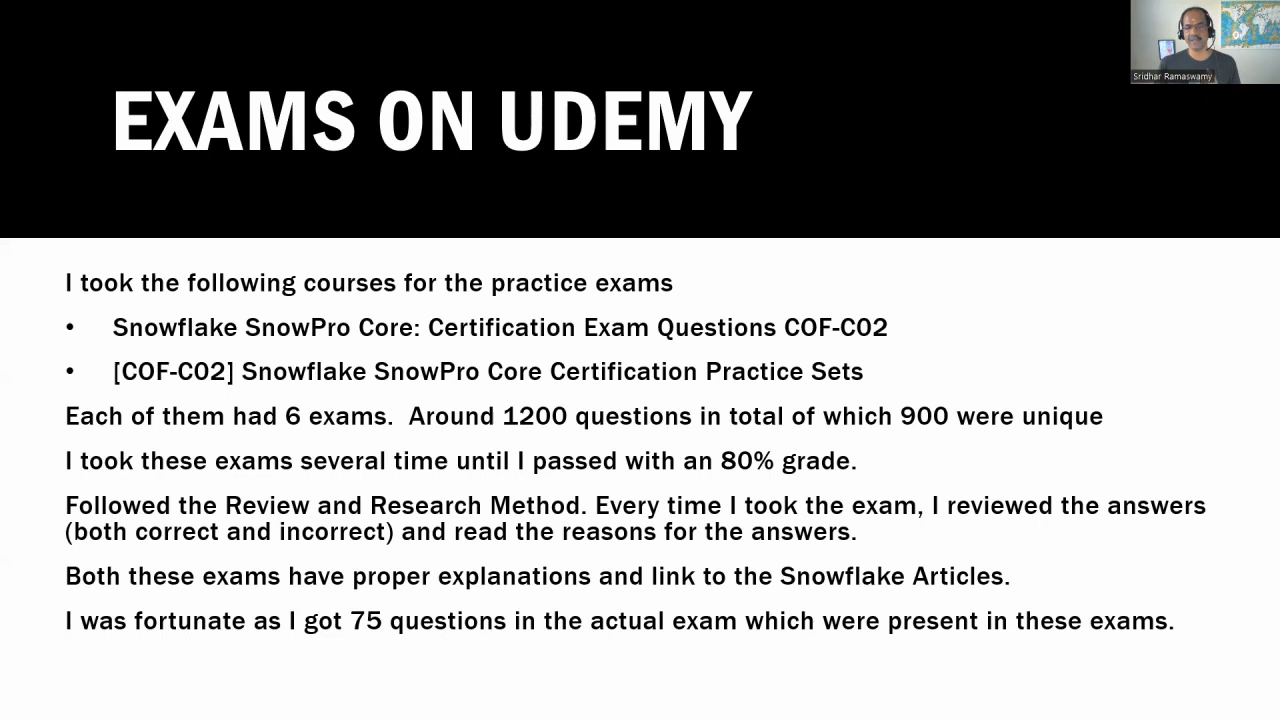 Sridhar Ramaswamy
EXAMS ON UDEMY
I took the following courses for the practice exams
• Snowflake SnowPro Core: Certification Exam Questions COF-C02
• [COF-C02] Snowflake SnowPro Core Certification Practice Sets
Each of them had 6 exams.  Around 1200 questions in total of which 900 were unique
I took these exams several time until I passed with an 80% grade.
Followed the Review and Research Method. Every time I took the exam, I reviewed the answers
(both correct and incorrect) and read the reasons for the answers.
Both these exams have proper explanations and link to the Snowflake Articles.
I was fortunate as I got 75 questions in the actual exam which were present in these exams.